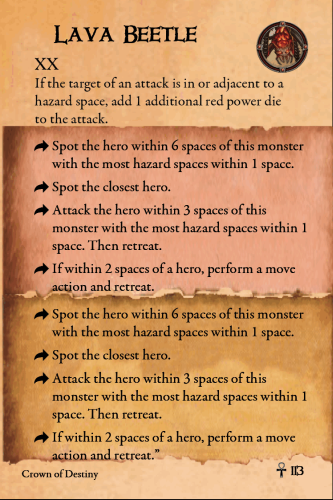 Lava Beetle
XX
If the target of an attack is in or adjacent to a
hazard space, add 1 additional red power die
to the attack.
Spot the hero within 6 spaces of this monster
with the most hazard spaces within 1 space.
Spot the closest hero.
Attack the hero within 3 spaces of this
monster with the most hazard spaces within 1
space. Then retreat.
If within 2 spaces of a hero, perform a move
action and retreat.
Spot the hero within 6 spaces of this monster
with the most hazard spaces within 1 space.
Spot the closest hero.
Attack the hero within 3 spaces of this
monster with the most hazard spaces within 1
space. Then retreat.
If within 2 spaces of a hero, perform a move
action and retreat.”
Crown of Destiny
113